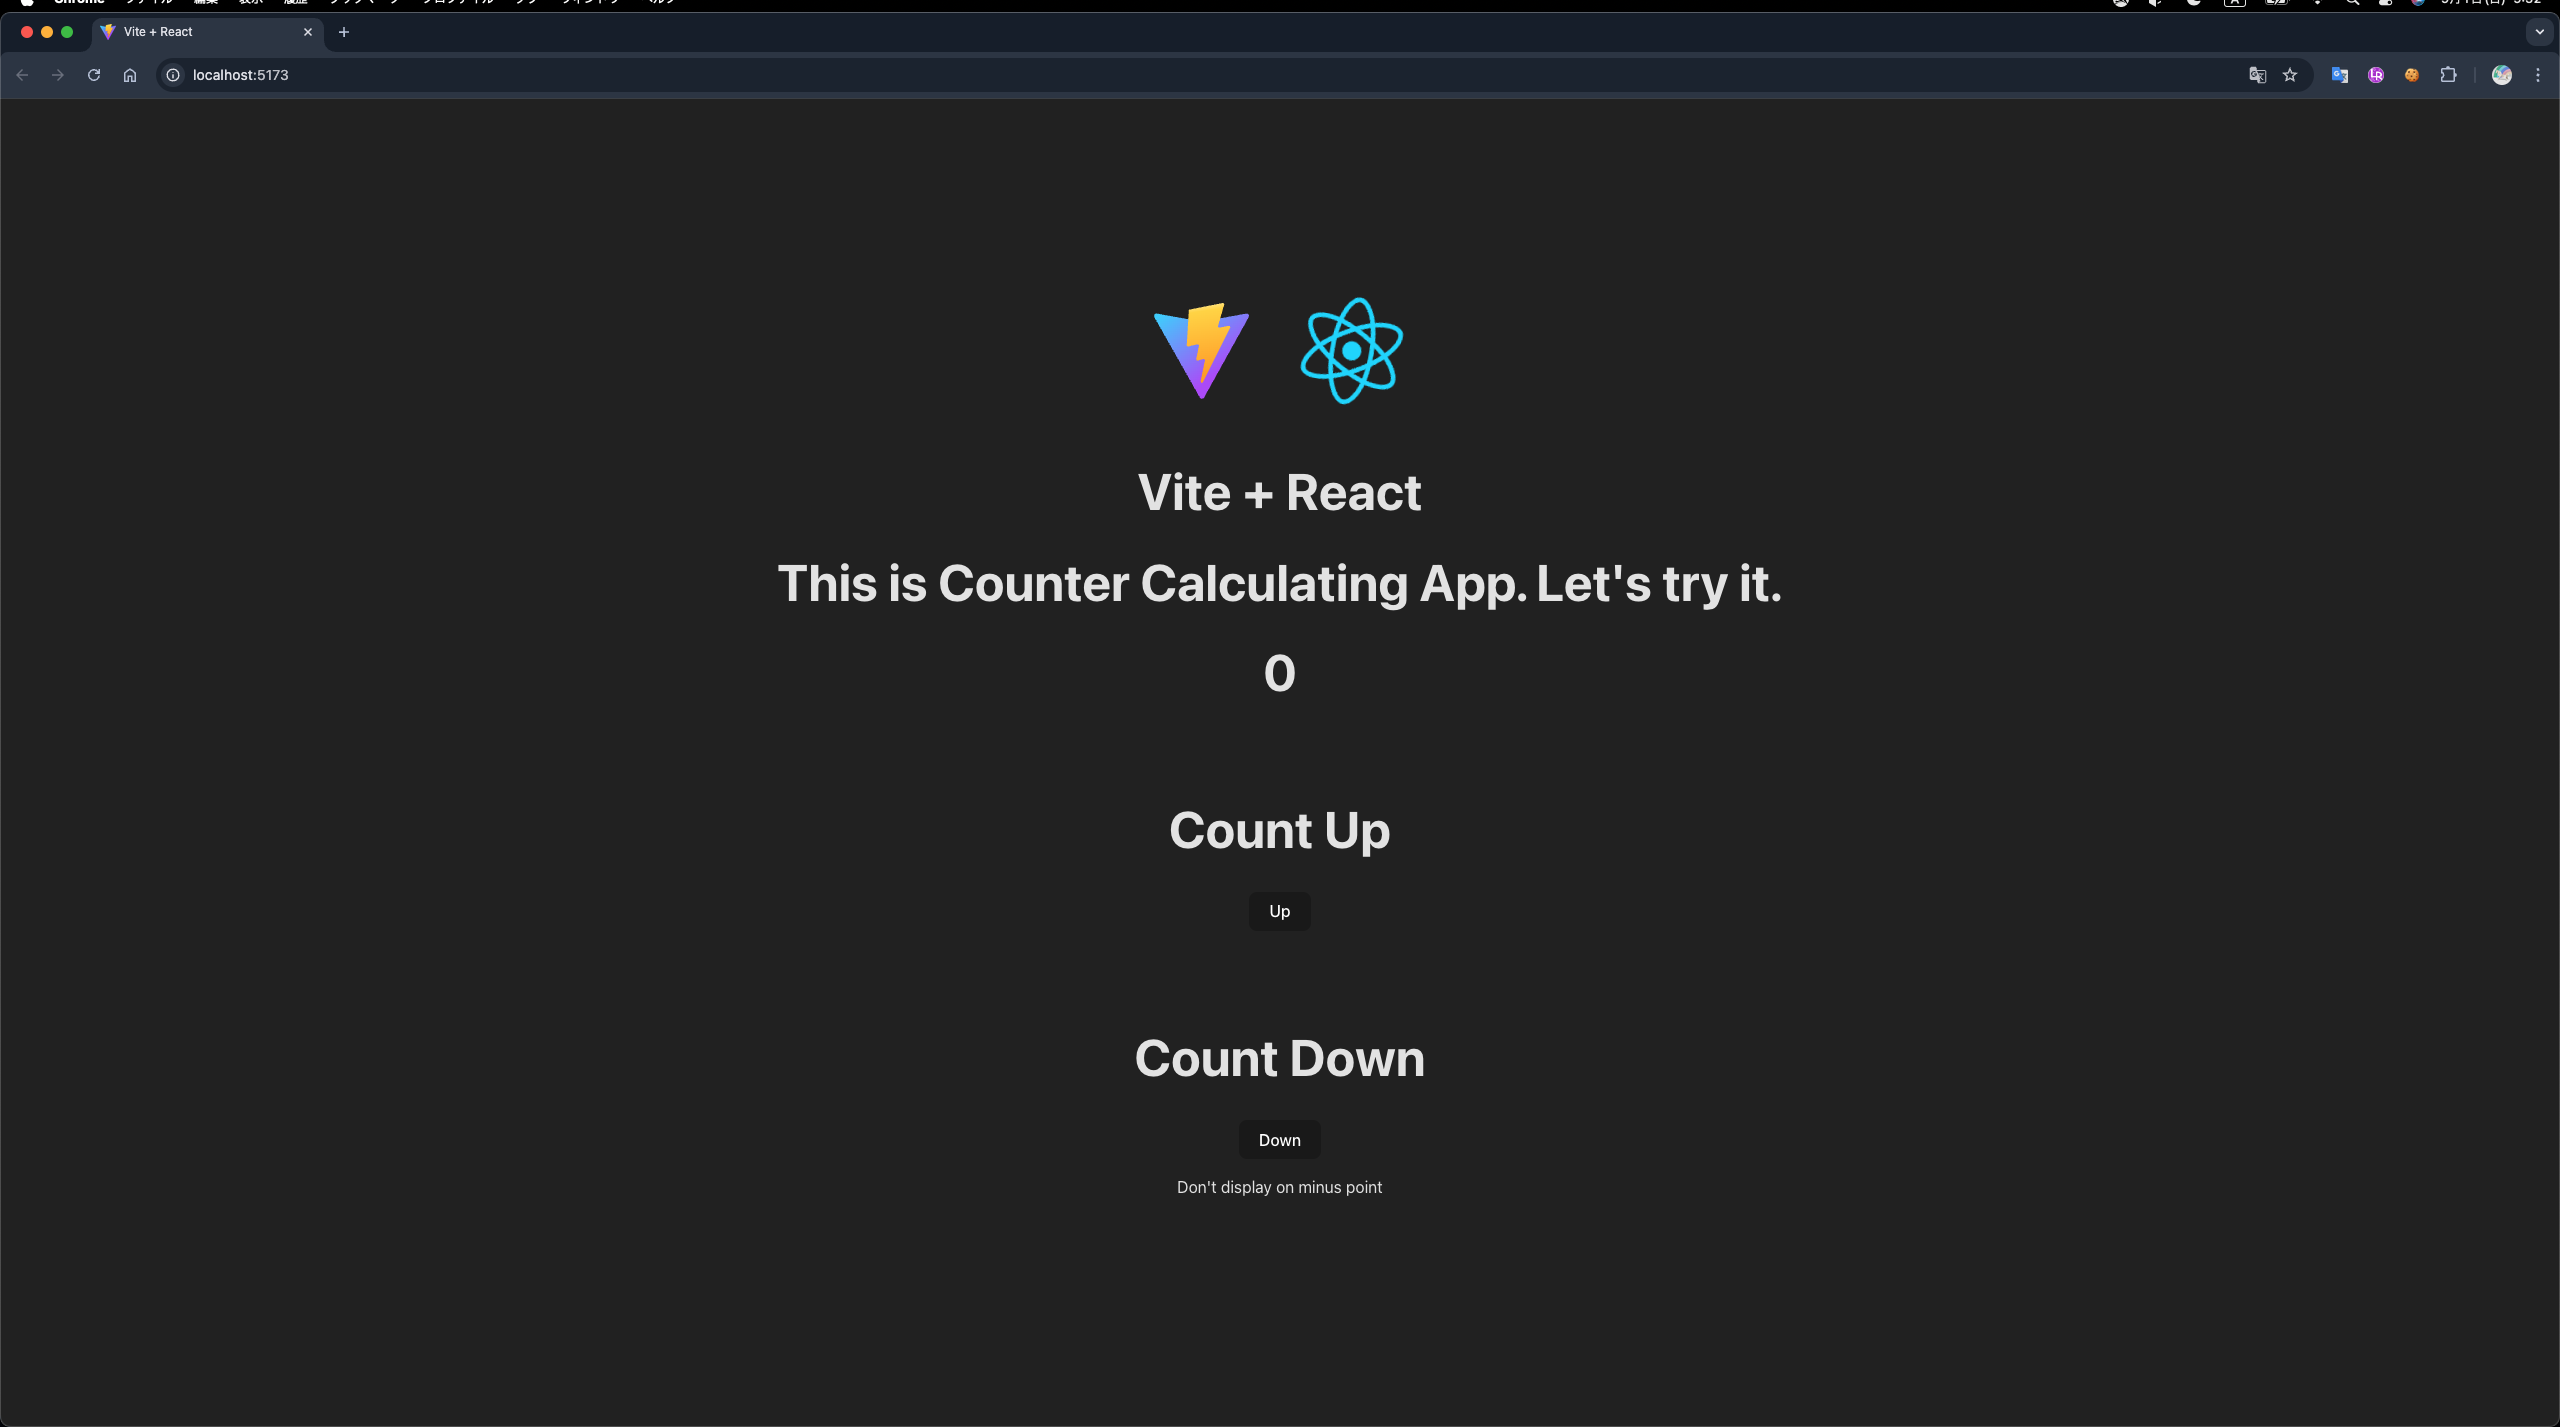 Vite + React
localhost:5173
Vite + React
This is Counter Calculating App. Let's try it.
0
Count Up
Up
Count Down
Down
Don't display on minus point